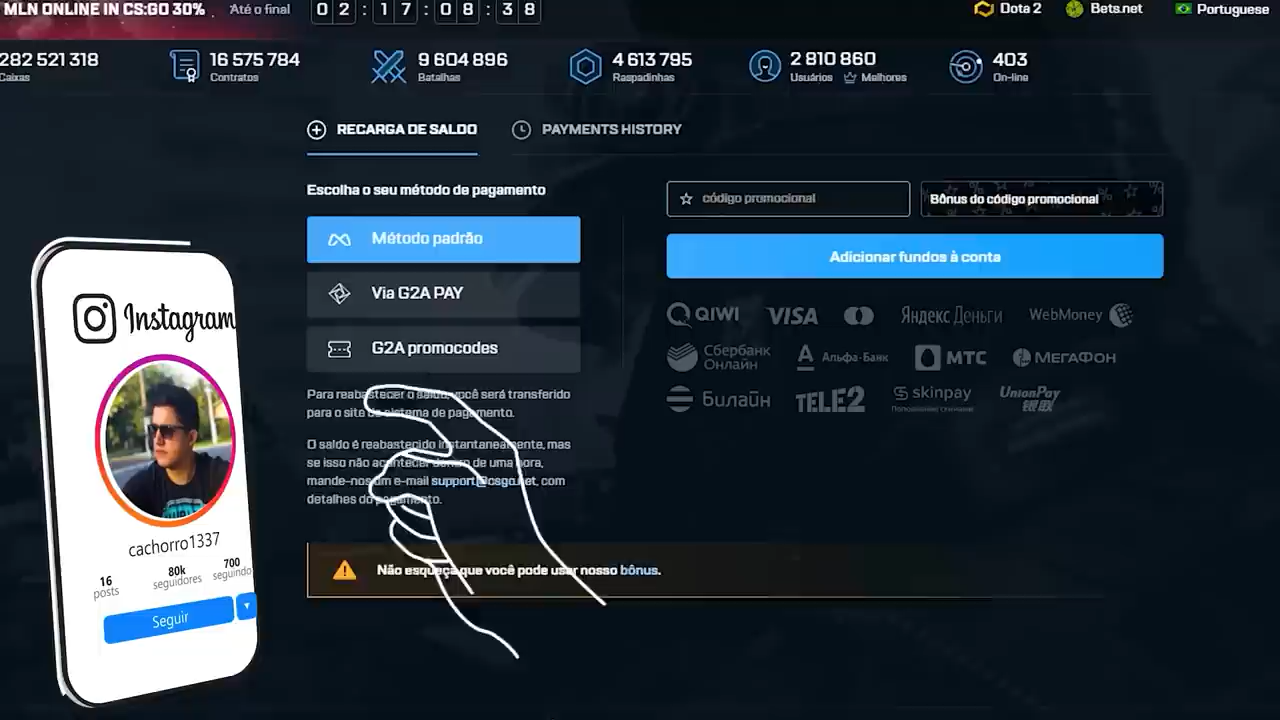 MLN ONLINE IN CS:GO 30%
Até o final
02:17:08:38
Dota 2
Bets.net
Portuguese
282 521 318
Caixas
16 575 784
Contratos
9 604 896
Batalhas
4 613 795
Raspadinhas
2 810 860
Usuários
Melhores
403
On-line
RECARGA DE SALDO
PAYMENTS HISTORY
Escolha o seu método de pagamento
Método padrão
Via G2A PAY
G2A promocodes
código promocional
Bônus do código promocional
Adicionar fundos à conta
QIWI
VISA
Яндекс Деньги
WebMoney
Сбербанк
Онлайн
Альфа·Банк
МТС
МЕГАФОН
Билайн
TELE2
skinpay
UnionPay
银联
Para reabastecer o saldo, você será transferido
para o site de sistema de pagamento.
O saldo é reabastecido instantaneamente, mas
se isso não acontecer dentro de uma hora,
mande-nos um e-mail support@csgo.net, com
detalhes do pagamento.
Não esqueça que você pode usar nosso bônus.
Instagram
cachorro1337
16
posts
80k
seguidores
700
seguindo
Seguir